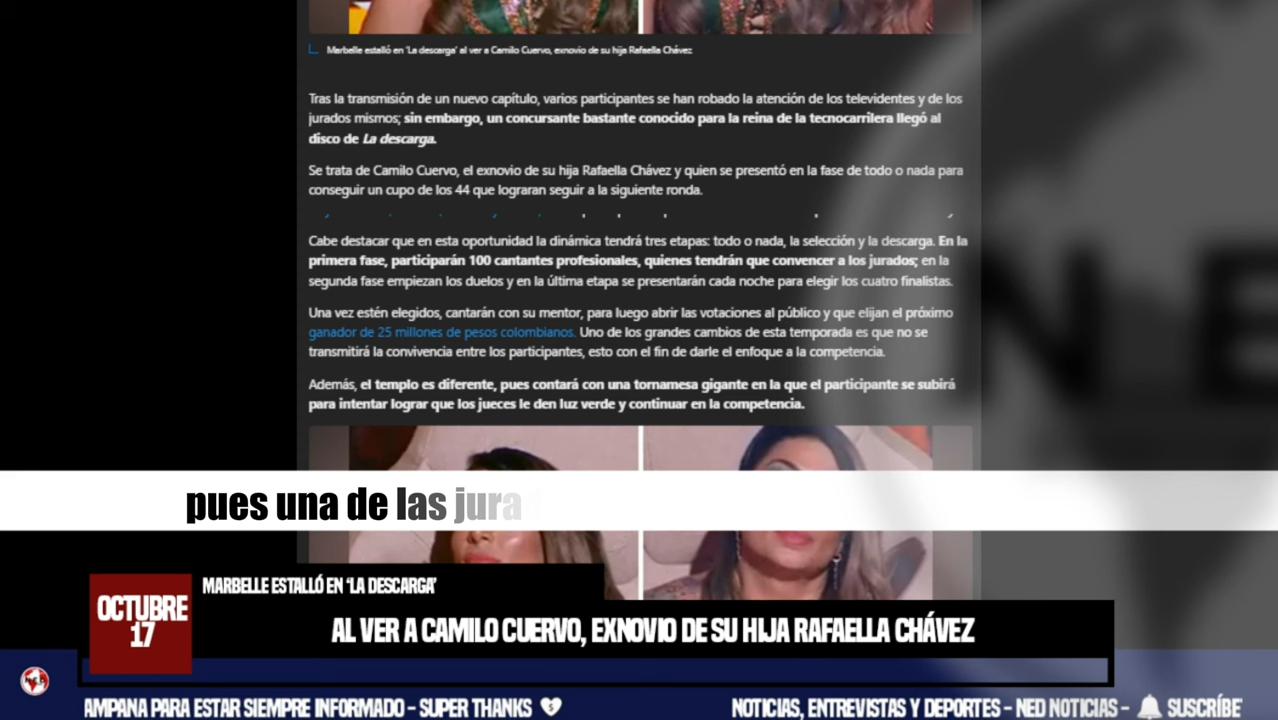 Marbelle estalló en 'La descarga' al ver a Camilo Cuervo, exnovio de su hija Rafaella Chávez
Tras la transmisión de un nuevo capítulo, varios participantes se han robado la atención de los televidentes y de los
jurados mismos; sin embargo, un concursante bastante conocido para la reina de la tecnocarrilera llegó al
disco de La descarga.
Se trata de Camilo Cuervo, el exnovio de su hija Rafaella Chávez y quien se presentó en la fase de todo o nada para
conseguir un cupo de los 44 que lograran seguir a la siguiente ronda.
Cabe destacar que en esta oportunidad la dinámica tendrá tres etapas: todo o nada, la selección y la descarga. En la
primera fase, participarán 100 cantantes profesionales, quienes tendrán que convencer a los jurados; en la
segunda fase empiezan los duelos y en la última etapa se presentarán cada noche para elegir los cuatro finalistas.
Una vez estén elegidos, cantarán con su mentor, para luego abrir las votaciones al público y que elijan el próximo
ganador de 25 millones de pesos colombianos. Uno de los grandes cambios de esta temporada es que no se
transmitirá la convivencia entre los participantes, esto con el fin de darle el enfoque a la competencia.
Además, el templo es diferente, pues contará con una tornamesa gigante en la que el participante se subirá
para intentar lograr que los jueces le den luz verde y continuar en la competencia.
pues una de las jura
MARBELLE ESTALLÓ EN 'LA DESCARGA'
OCTUBRE
17
AL VER A CAMILO CUERVO, EXNOVIO DE SU HIJA RAFAELLA CHÁVEZ
AMPANA PARA ESTAR SIEMPRE INFORMADO - SUPER THANKS
NOTICIAS, ENTREVISTAS Y DEPORTES - NED NOTICIAS - SUSCRÍBE
N E